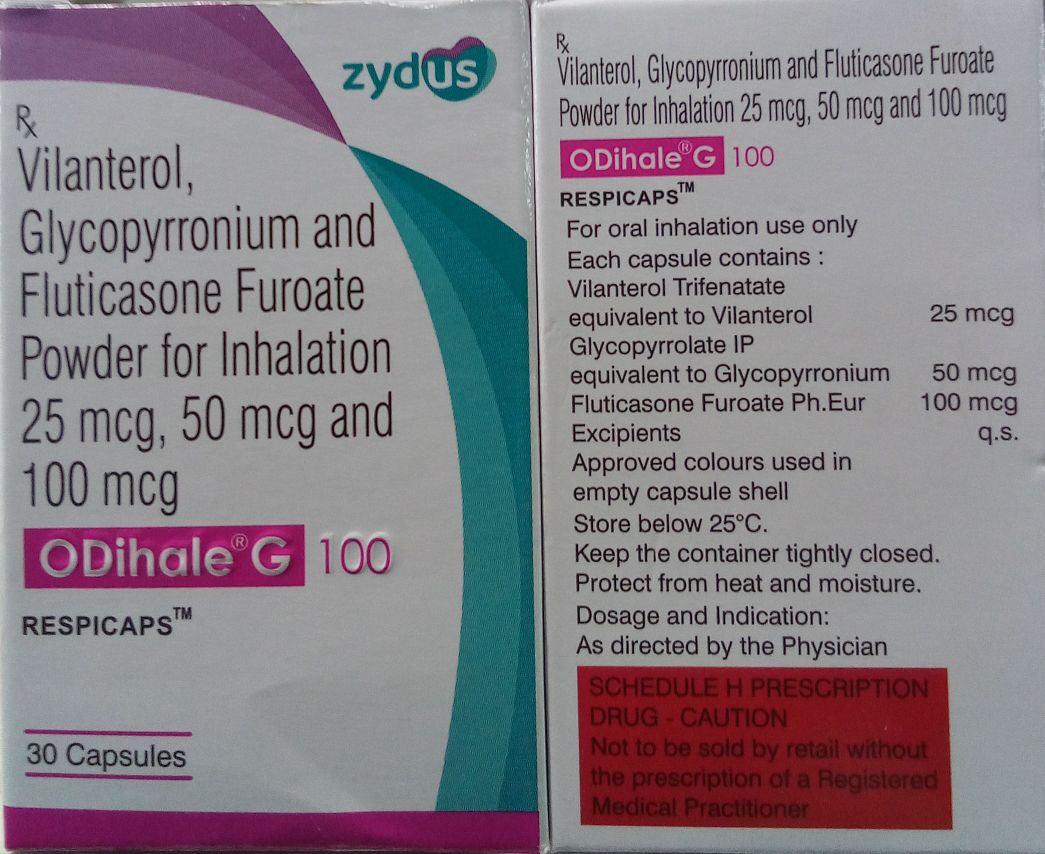 zydus
Rx
Vilanterol,
Glycopyrronium and
Fluticasone Furoate
Powder for Inhalation
25 mcg, 50 mcg and
100 mcg
ODihale® G 100
RESPICAPS™
30 Capsules
Rx
Vilanterol, Glycopyrronium and Fluticasone Furoate
Powder for Inhalation 25 mcg, 50 mcg and 100 mcg
ODihale® G 100
RESPICAPS™
For oral inhalation use only
Each capsule contains :
Vilanterol Trifenatate
equivalent to Vilanterol 25 mcg
Glycopyrrolate IP
equivalent to Glycopyrronium 50 mcg
Fluticasone Furoate Ph.Eur 100 mcg
Excipients q.s.
Approved colours used in
empty capsule shell
Store below 25°C.
Keep the container tightly closed.
Protect from heat and moisture.
Dosage and Indication:
As directed by the Physician
SCHEDULE H PRESCRIPTION
DRUG - CAUTION
Not to be sold by retail without
the prescription of a Registered
Medical Practitioner